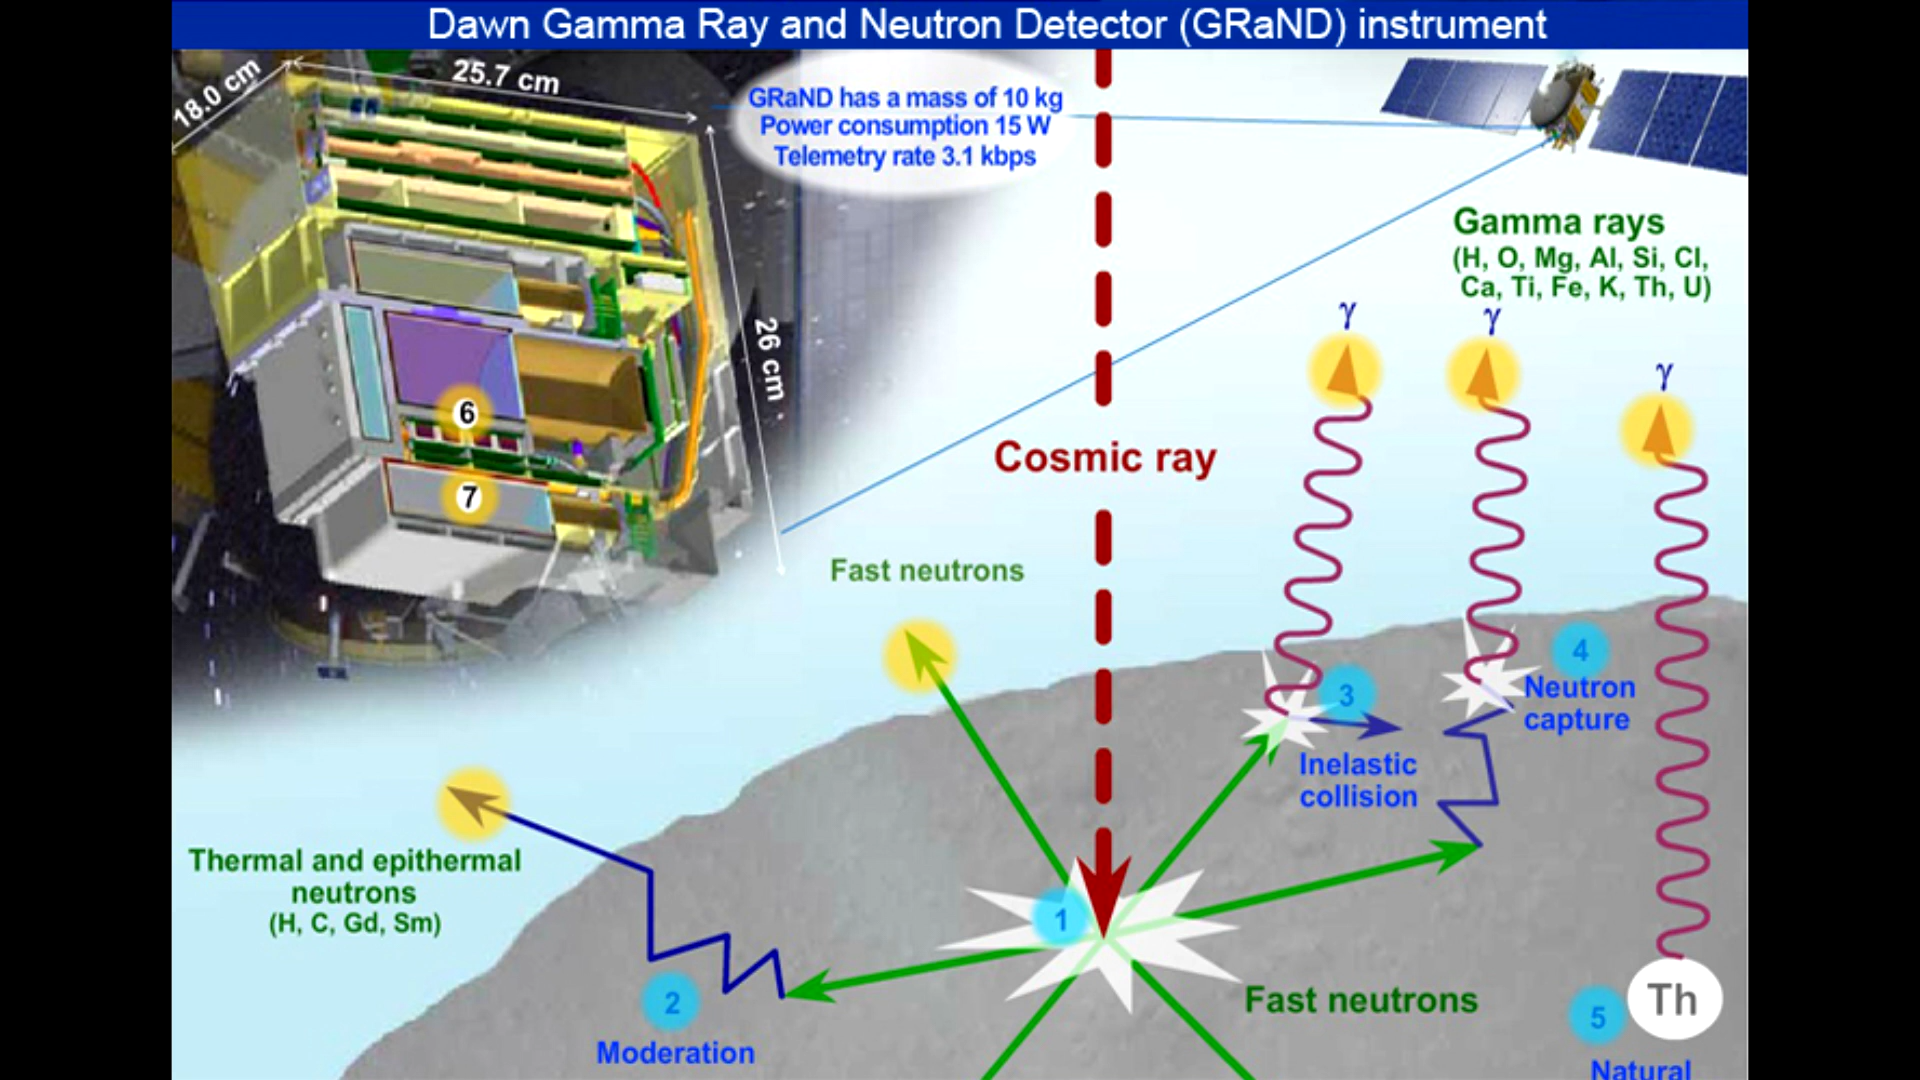 Dawn Gamma Ray and Neutron Detector (GRaND) instrument
18.0 cm
25.7 cm
26 cm
GRaND has a mass of 10 kg
Power consumption 15 W
Telemetry rate 3.1 kbps
Gamma rays
(H, O, Mg, Al, Si, Cl,
Ca, Ti, Fe, K, Th, U)
γ
γ
γ
6
7
Cosmic ray
Fast neutrons
3
Inelastic
collision
4
Neutron
capture
Thermal and epithermal
neutrons
(H, C, Gd, Sm)
1
2
Moderation
Fast neutrons
Th
5
Natural